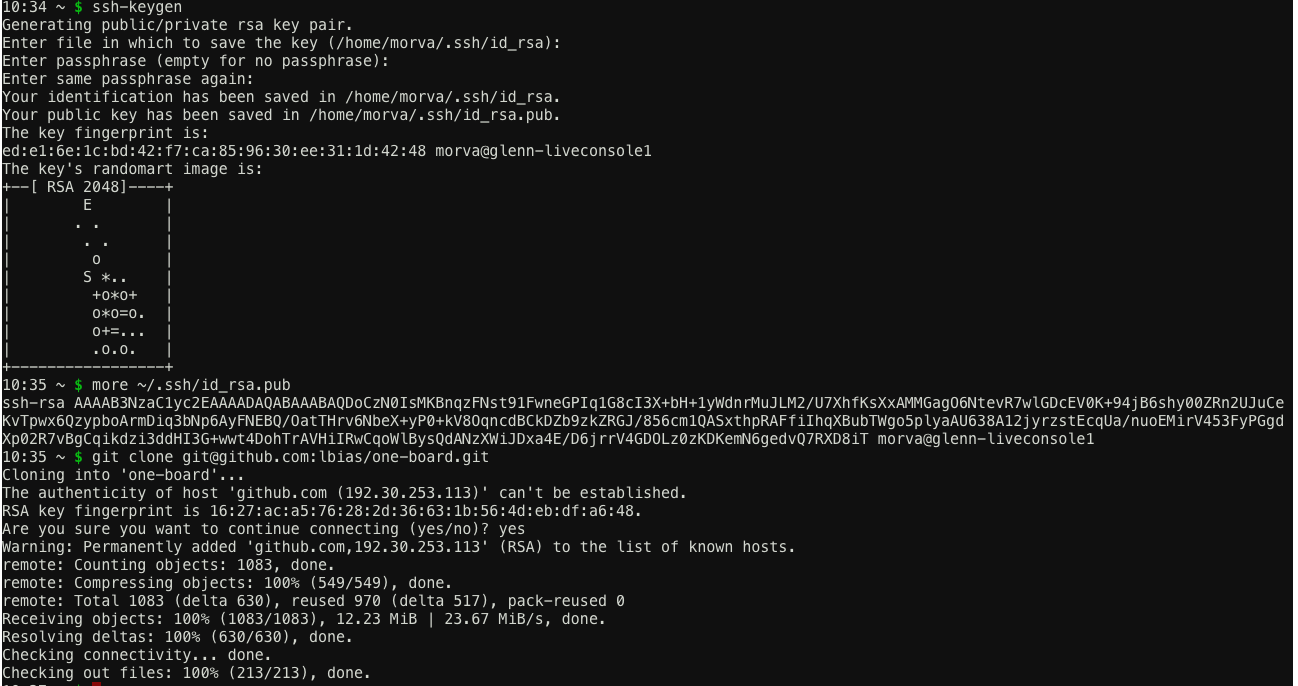 10:34 ~ $ ssh-keygen
Generating public/private rsa key pair.
Enter file in which to save the key (/home/morva/.ssh/id_rsa):
Enter passphrase (empty for no passphrase):
Enter same passphrase again:
Your identification has been saved in /home/morva/.ssh/id_rsa.
Your public key has been saved in /home/morva/.ssh/id_rsa.pub.
The key fingerprint is:
ed:e1:6e:1c:bd:42:f7:ca:85:96:30:ee:31:1d:42:48 morva@glenn-liveconsole1
The key's randomart image is:
+--[ RSA 2048]----+
|        E        |
|       . .       |
|        . .      |
|         o       |
|        S *..    |
|         +o*o+   |
|         o*o=o.  |
|         o+=...  |
|         .o.o.   |
+-----------------+
10:35 ~ $ more ~/.ssh/id_rsa.pub
ssh-rsa AAAAB3NzaC1yc2EAAAADAQABAAABAQDoCzN0IsMKBnqzFNst91FwneGPIq1G8cI3X+bH+1yWdnrMuJLM2/U7XhfKsXxAMMGagO6NtevR7wlGDcEV0K+94jB6shy00ZRn2UJuCe
KvTpwx6QzypboArmDiq3bNp6AyFNEBQ/OatTHrv6NbeX+yP0+kV8OqncdBCkDZb9zkZRGJ/856cm1QASxthpRAFfiIhqXBubTWgo5plyaAU638A12jyrzstEcqUa/nuoEMirV453FyPGgd
Xp02R7vBgCqikdzi3ddHI3G+wwt4DohTrAVHiIRwCqoWlBysQdANzXWiJDxa4E/D6jrrV4GDOLz0zKDKemN6gedvQ7RXD8iT morva@glenn-liveconsole1
10:35 ~ $ git clone git@github.com:lbias/one-board.git
Cloning into 'one-board'...
The authenticity of host 'github.com (192.30.253.113)' can't be established.
RSA key fingerprint is 16:27:ac:a5:76:28:2d:36:63:1b:56:4d:eb:df:a6:48.
Are you sure you want to continue connecting (yes/no)? yes
Warning: Permanently added 'github.com,192.30.253.113' (RSA) to the list of known hosts.
remote: Counting objects: 1083, done.
remote: Compressing objects: 100% (549/549), done.
remote: Total 1083 (delta 630), reused 970 (delta 517), pack-reused 0
Receiving objects: 100% (1083/1083), 12.23 MiB | 23.67 MiB/s, done.
Resolving deltas: 100% (630/630), done.
Checking connectivity... done.
Checking out files: 100% (213/213), done.